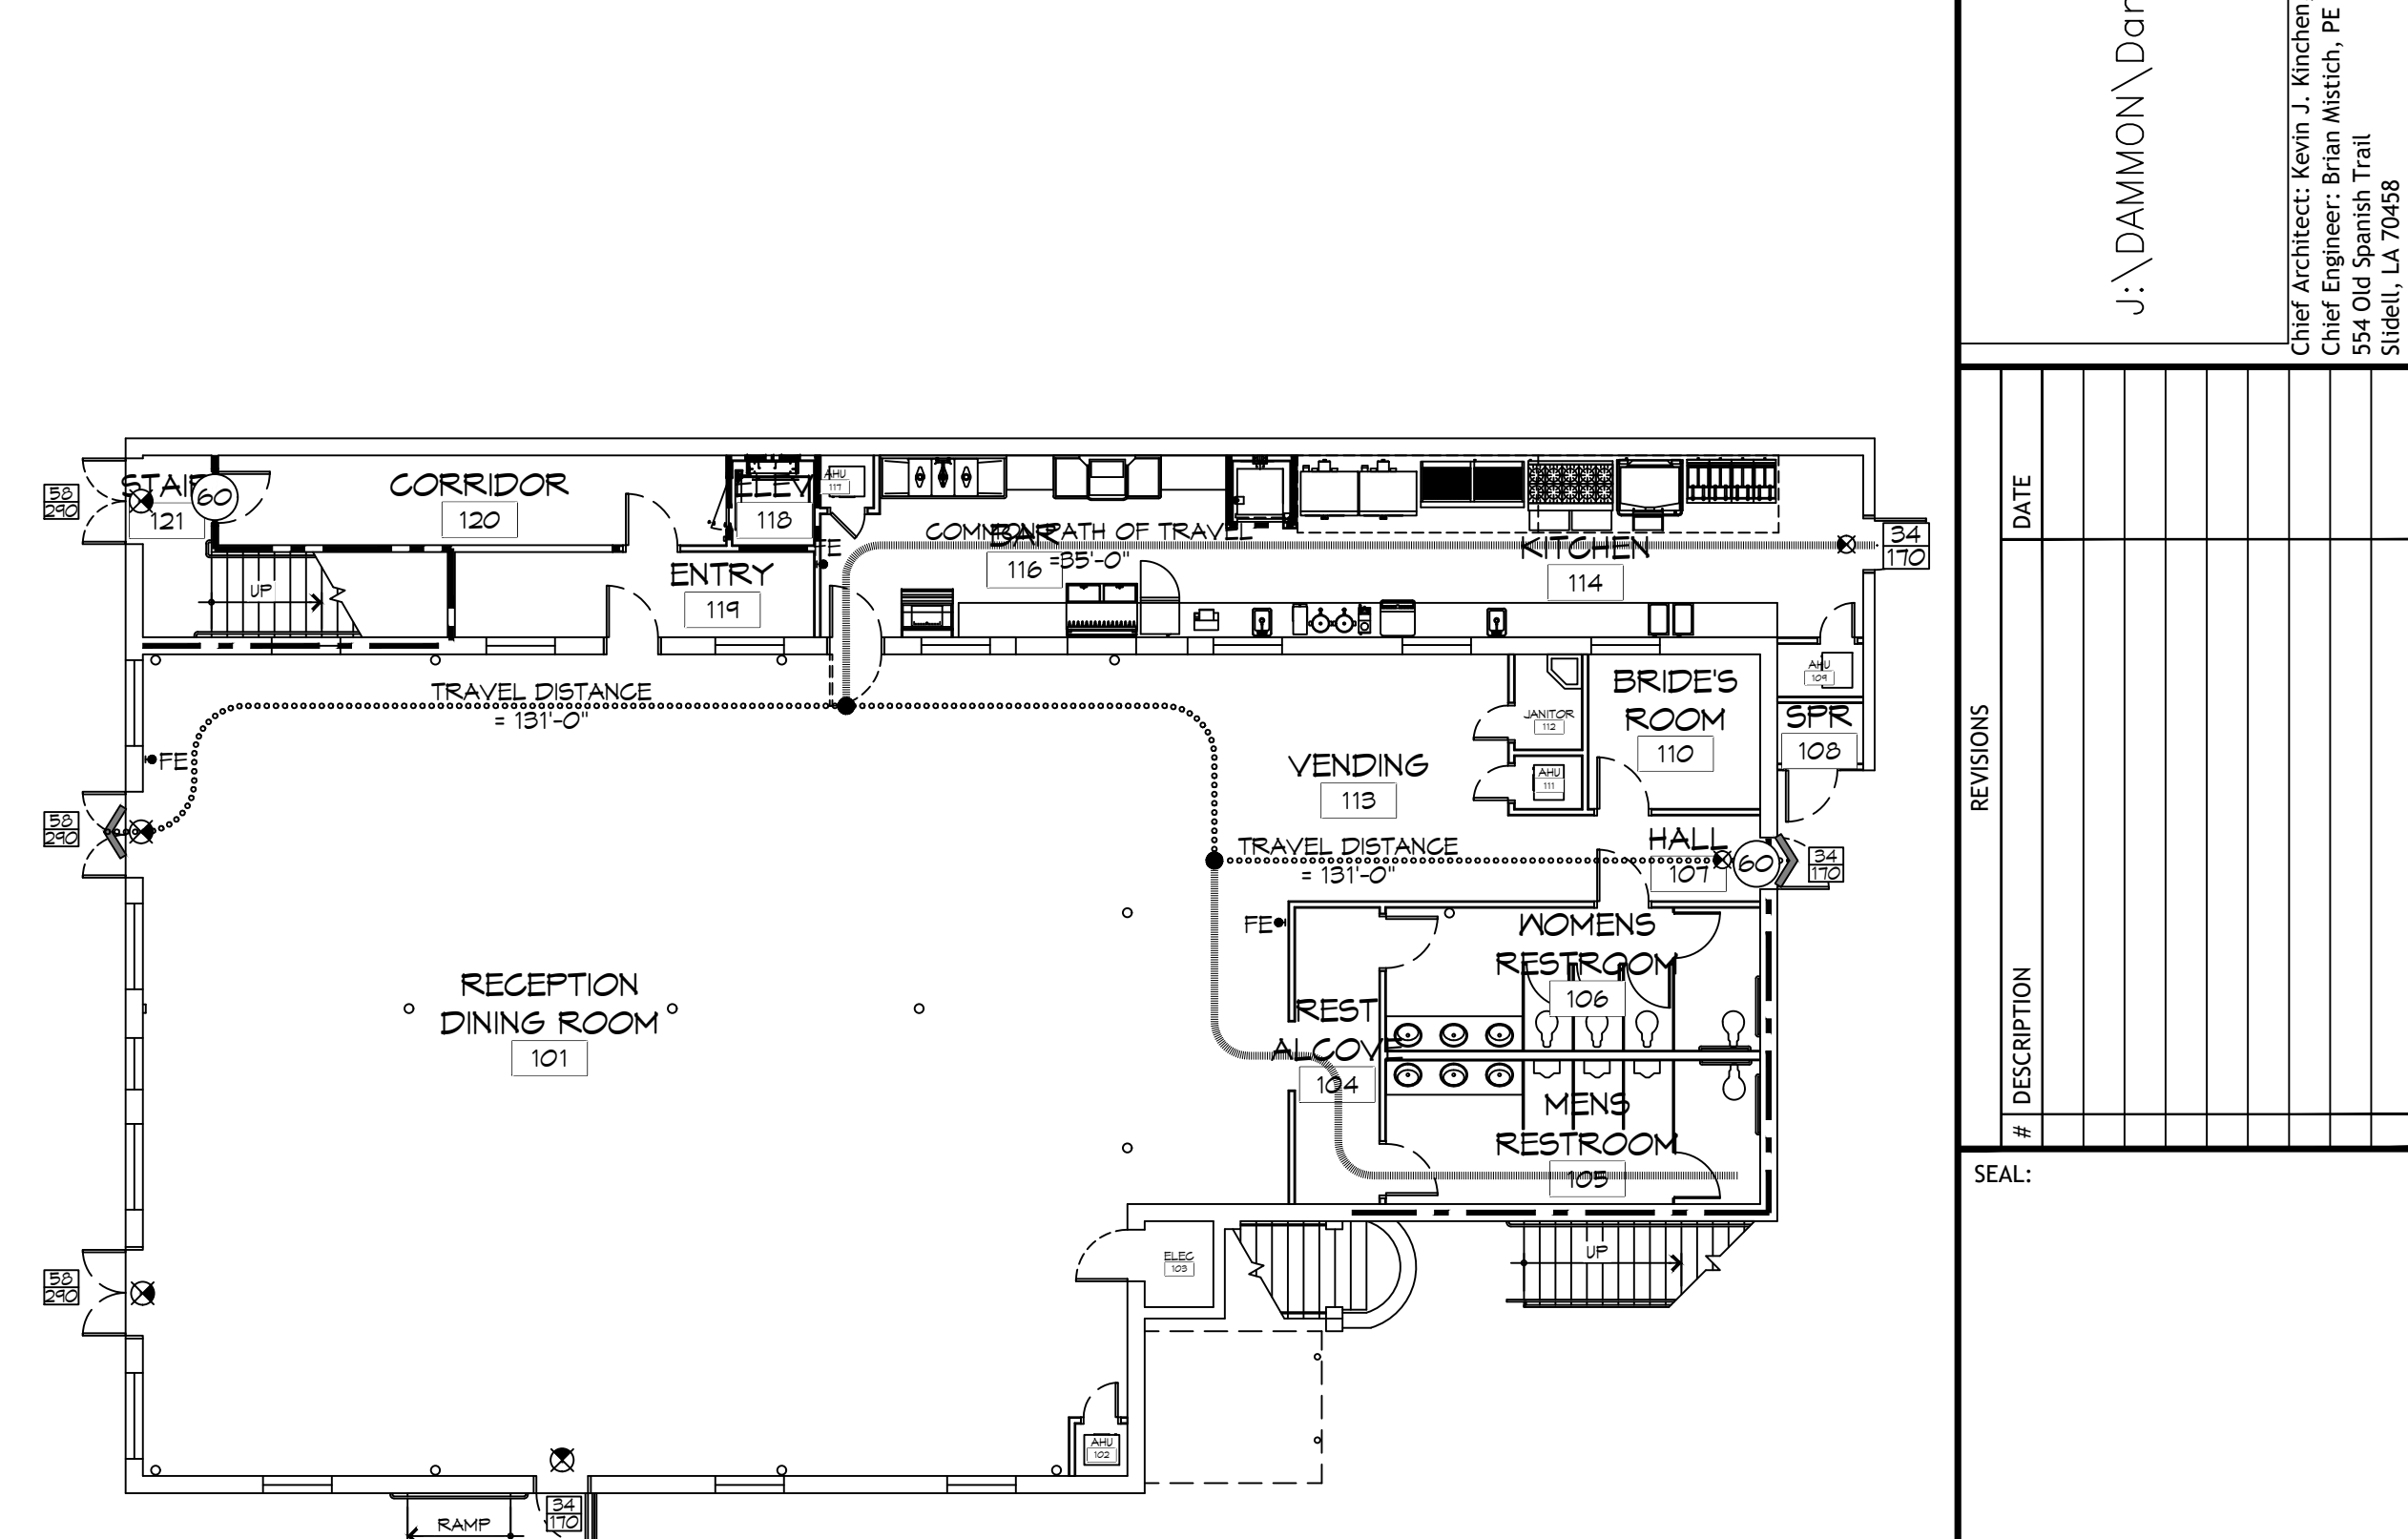 J:\DAMMON\Dar
Chief Architect: Kevin J. Kinchen,
Chief Engineer: Brian Mistich, PE
554 Old Spanish Trail
Slidell, LA 70458
REVISIONS
# DESCRIPTION DATE
SEAL:
58
290
STAIR
121
60
CORRIDOR
120
ELEV
118
AHU
117
FE
UP
ENTRY
119
COMMON PATH OF TRAVEL
=35'-0"
BAR
116
KITCHEN
114
34
170
AHU
109
SPR
108
TRAVEL DISTANCE
= 131'-0"
FE
58
290
JANITOR
112
AHU
111
BRIDE'S
ROOM
110
VENDING
113
TRAVEL DISTANCE
= 131'-0"
HALL
107
60
34
170
FE
WOMENS
RESTROOM
106
REST
ALCOVE
104
MENS
RESTROOM
105
RECEPTION
DINING ROOM
101
58
290
ELEC
103
UP
AHU
102
34
170
RAMP